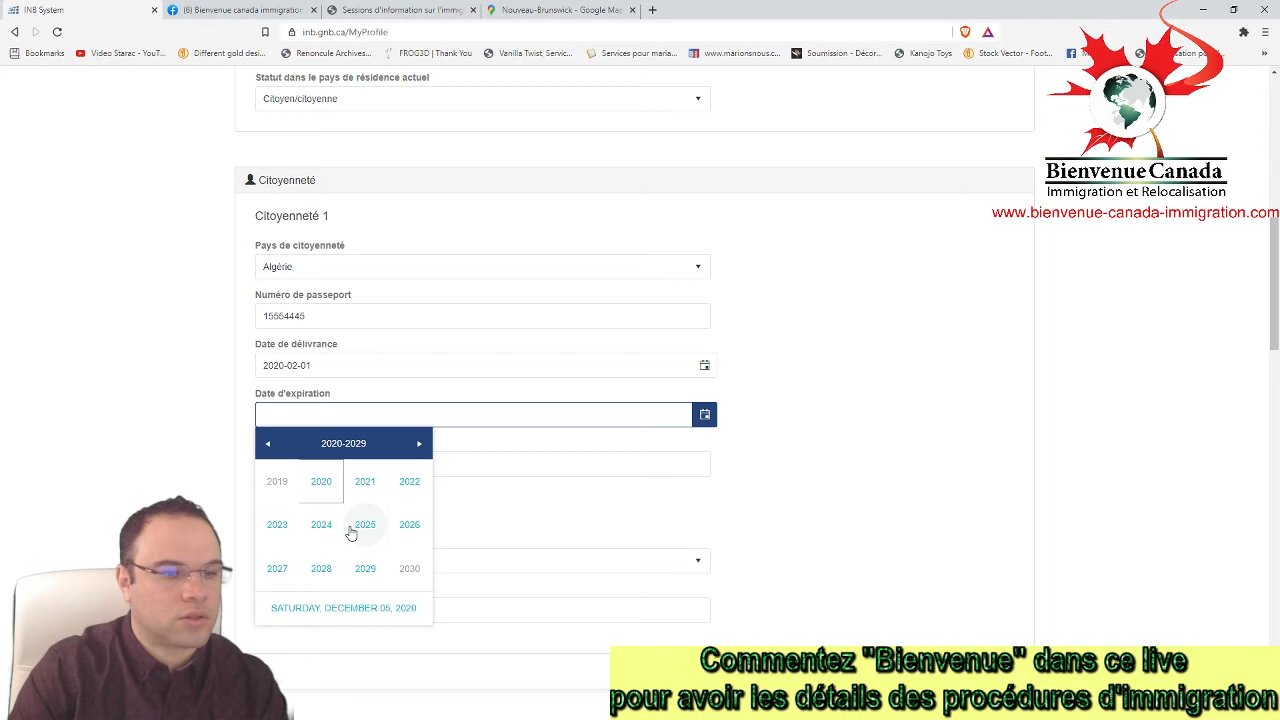 INB System
(6) Bienvenue canada immigration
Sessions d'information sur l'immig
Nouveau-Brunswick - Google Map
inb.gnb.ca/MyProfile
Bookmarks
Video Starac - YouT...
Different gold desi...
Renoncule Archives...
FROG3D | Thank You
Vanilla Twist, Servic...
Services pour maria...
www.marionsnous....
Soumission - Décor...
Kanojo Toys
Stock Vector - Foot...
Statut dans le pays de résidence actuel
Citoyen/citoyenne
BienvenueCanada
Immigration et Relocalisation
www.bienvenue-canada-immigration.com
Citoyenneté
Citoyenneté 1
Pays de citoyenneté
Algérie
Numéro de passeport
15554445
Date de délivrance
2020-02-01
Date d'expiration
2020-2029
2019 2020 2021 2022
2023 2024 2025 2026
2027 2028 2029 2030
SATURDAY, DECEMBER 05, 2020
Commentez "Bienvenue" dans ce live
pour avoir les détails des procédures d'immigration